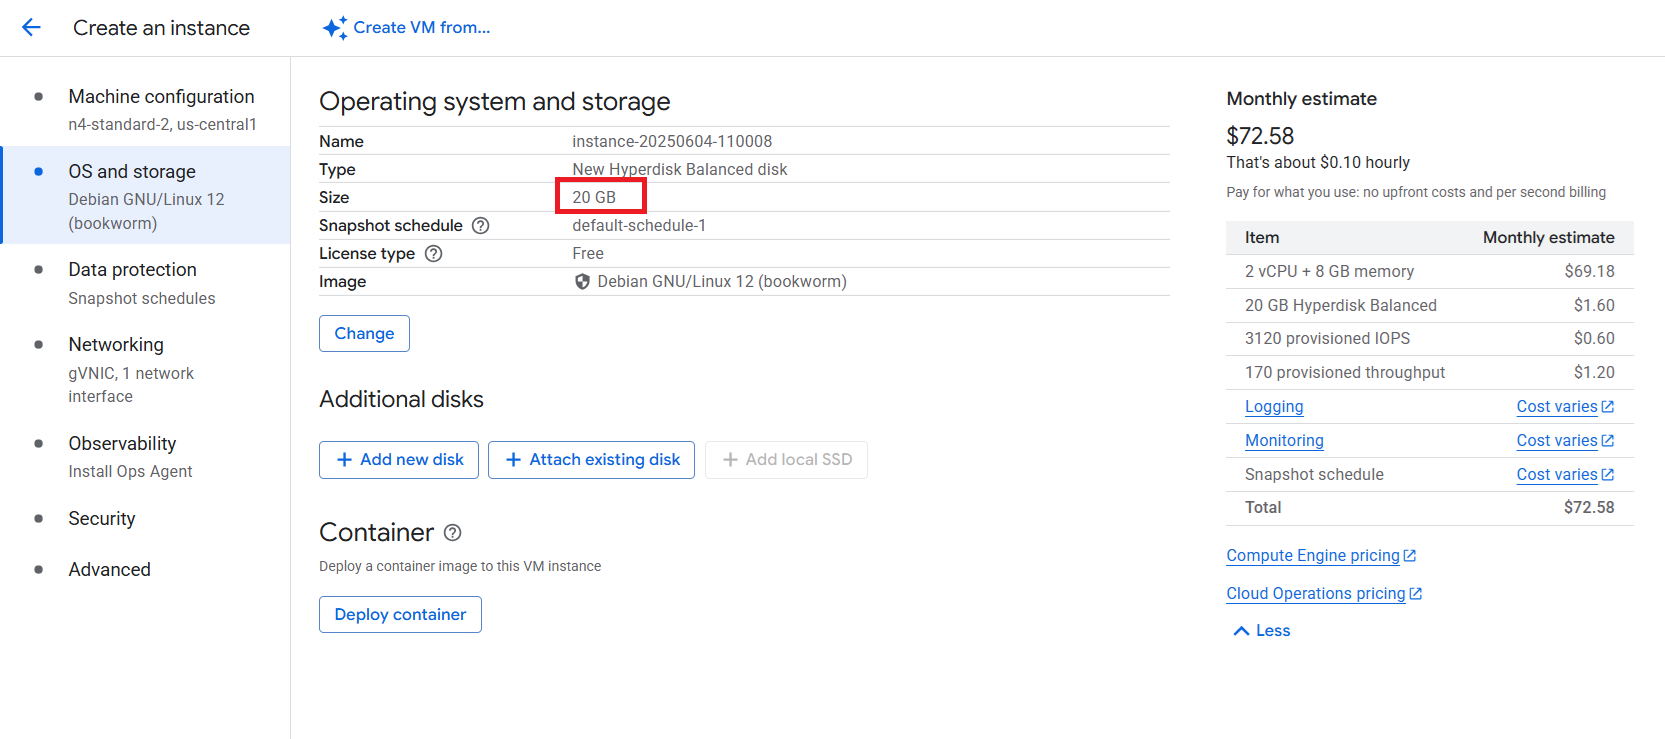 Create an instance
Create VM from...
Machine configuration
n4-standard-2, us-central1
OS and storage
Debian GNU/Linux 12
(bookworm)
Data protection
Snapshot schedules
Networking
gVNIC, 1 network
interface
Observability
Install Ops Agent
Security
Advanced
Operating system and storage
Name instance-20250604-110008
Type New Hyperdisk Balanced disk
Size 20 GB
Snapshot schedule default-schedule-1
License type Free
Image Debian GNU/Linux 12 (bookworm)
Change
Additional disks
+ Add new disk + Attach existing disk + Add local SSD
Container
Deploy a container image to this VM instance
Deploy container
Monthly estimate
$72.58
That's about $0.10 hourly
Pay for what you use: no upfront costs and per second billing
Item Monthly estimate
2 vCPU + 8 GB memory $69.18
20 GB Hyperdisk Balanced $1.60
3120 provisioned IOPS $0.60
170 provisioned throughput $1.20
Logging Cost varies
Monitoring Cost varies
Snapshot schedule Cost varies
Total $72.58
Compute Engine pricing
Cloud Operations pricing
Less